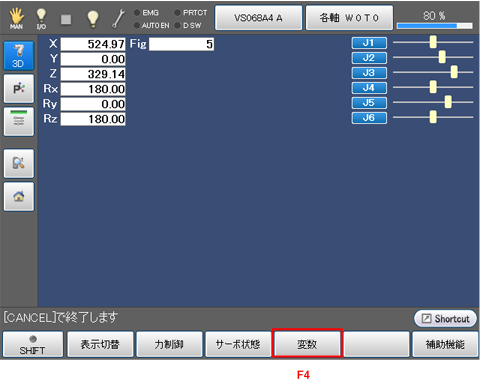 EMG PRTCT
MAN I/O AUTO EN D SW VS068A4 A 各軸 W 0 T 0 80 %
X 524.97 Fig 5 J1
Y 0.00 J2
Z 329.14 J3
Rx 180.00 J4
Ry 0.00 J5
Rz 180.00 J6
3D
P
[CANCEL]で終了します Shortcut
SHIFT 表示切替 力制御 サーボ状態 変数 補助機能
F4